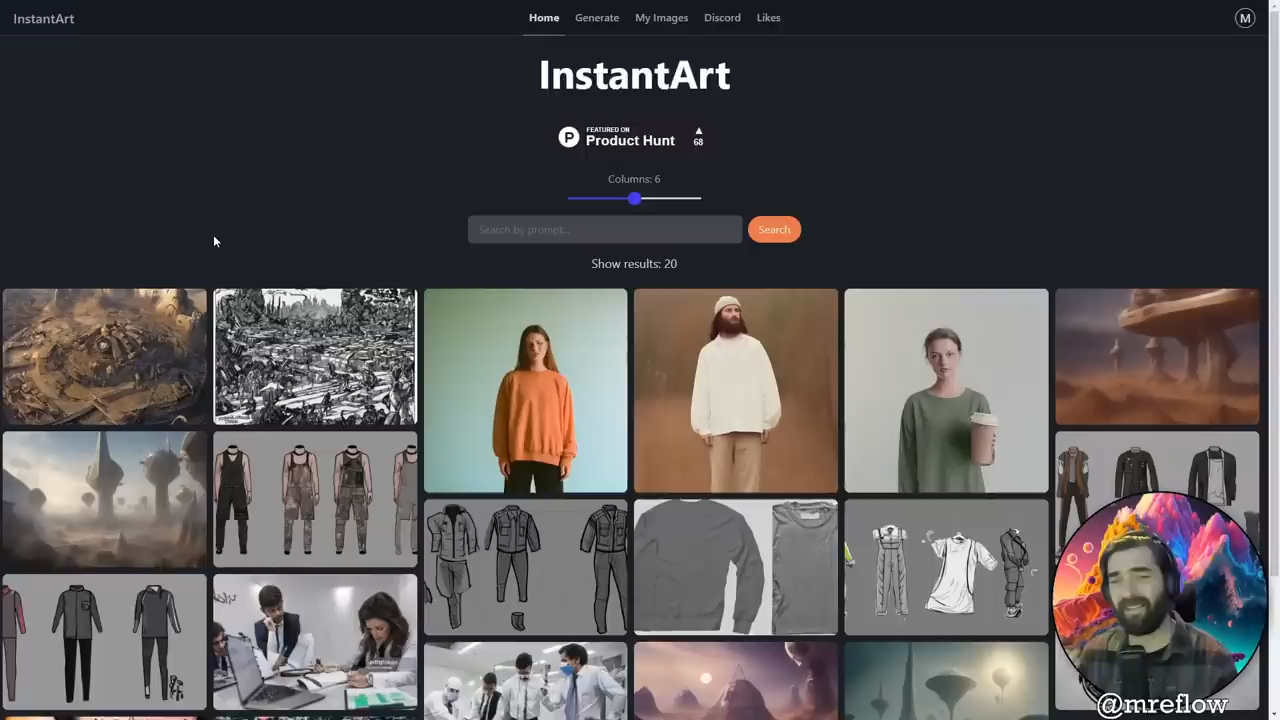 InstantArt
Home
Generate
My Images
Discord
Likes
M
InstantArt
P
FEATURED ON
Product Hunt
▲
68
Columns: 6
Search by prompt...
Search
Show results: 20
@mreflow